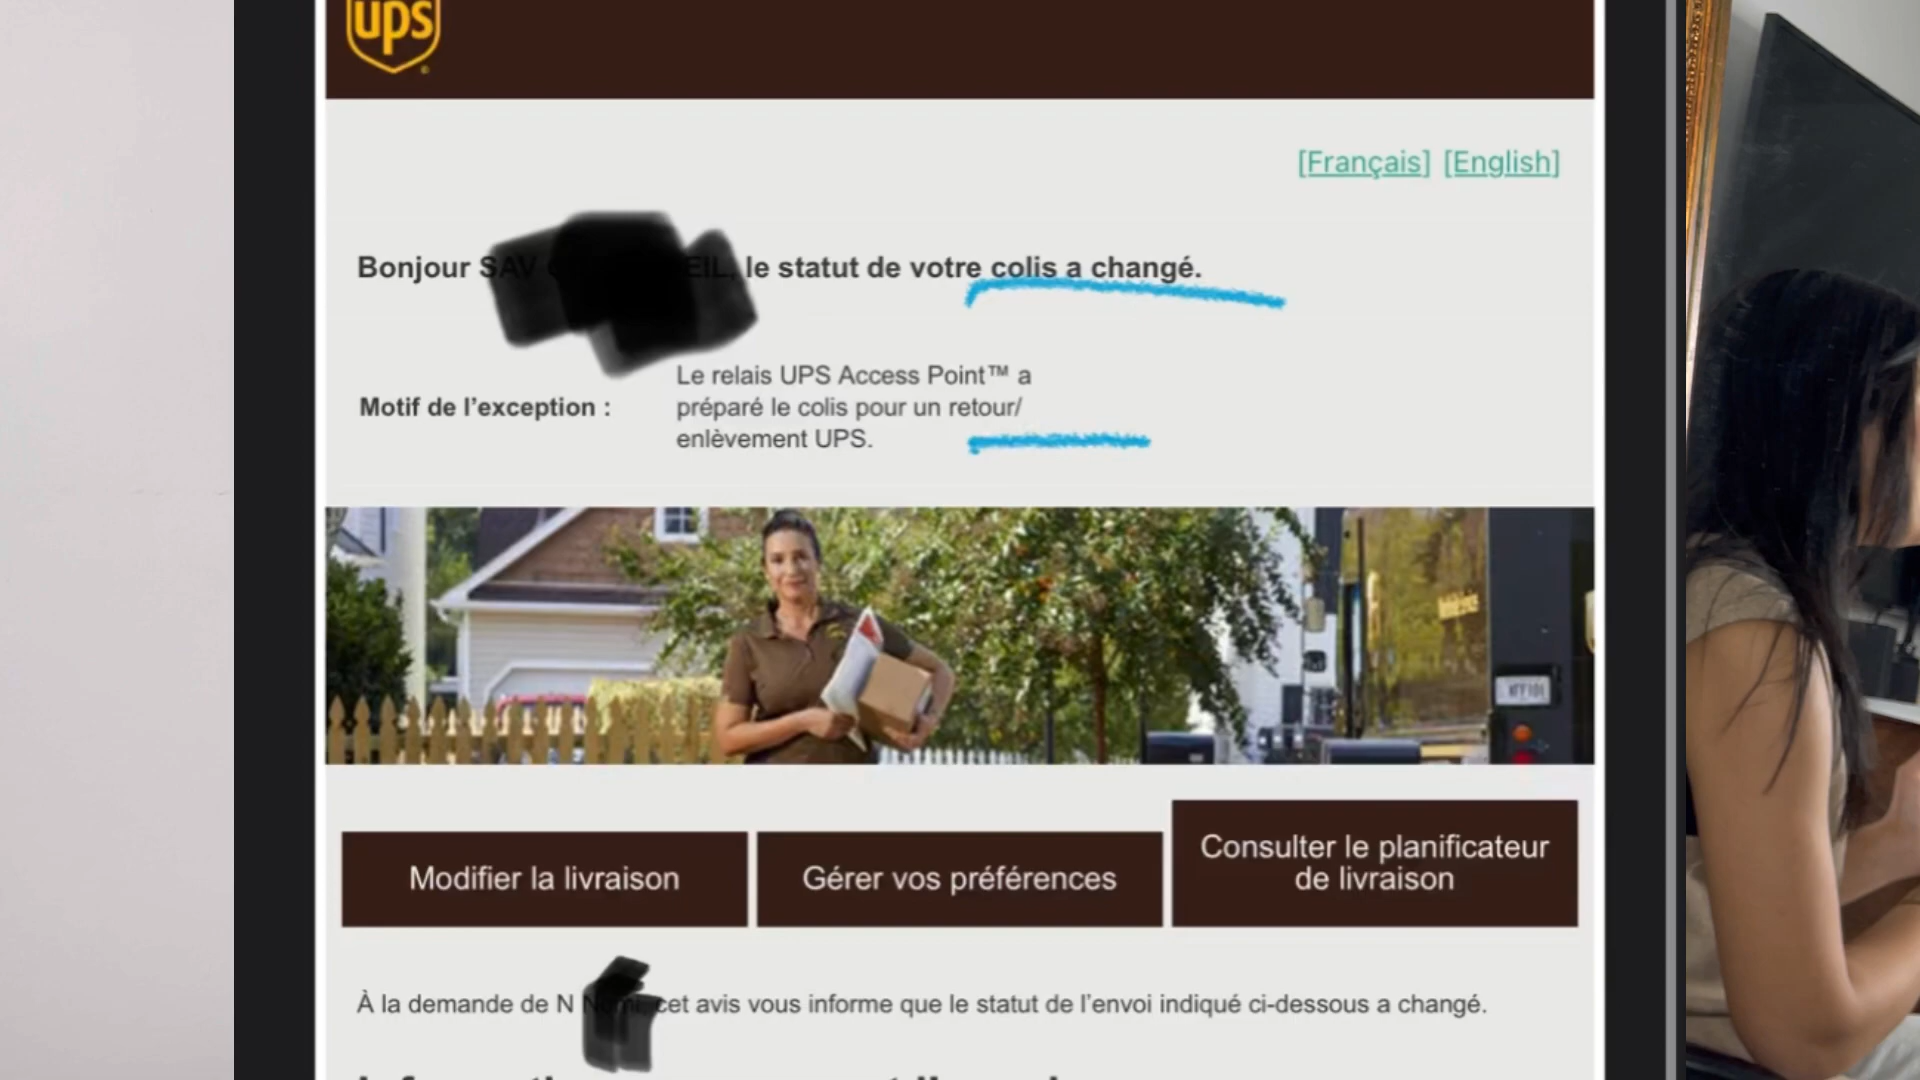 ups
[Français] [English]
Bonjour SAV le statut de votre colis a changé.
Motif de l'exception :
Le relais UPS Access Point™ a
préparé le colis pour un retour/
enlèvement UPS.
Modifier la livraison
Gérer vos préférences
Consulter le planificateur
de livraison
À la demande de N cet avis vous informe que le statut de l'envoi indiqué ci-dessous a changé.